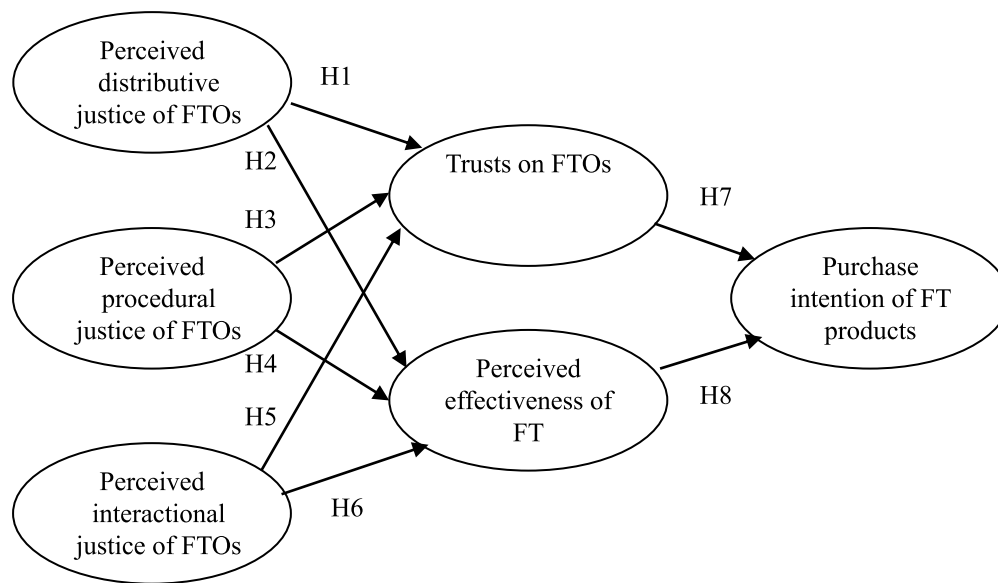 Perceived
distributive
justice of FTOs
H1
H2
Trusts on FTOs
H3
H7
Perceived
procedural
justice of FTOs
Purchase
intention of FT
products
H4
Perceived
effectiveness of
FT
H8
H5
Perceived
interactional
justice of FTOs
H6